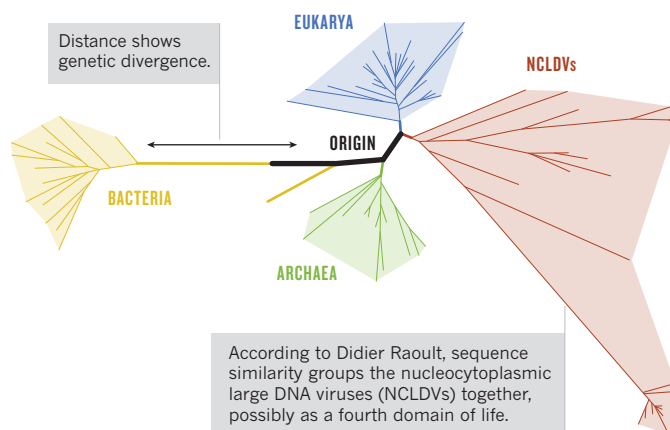 EUKARYA
Distance shows
genetic divergence.
NCLDVs
ORIGIN
BACTERIA
ARCHAEA
According to Didier Raoult, sequence
similarity groups the nucleocytoplasmic
large DNA viruses (NCLDVs) together,
possibly as a fourth domain of life.